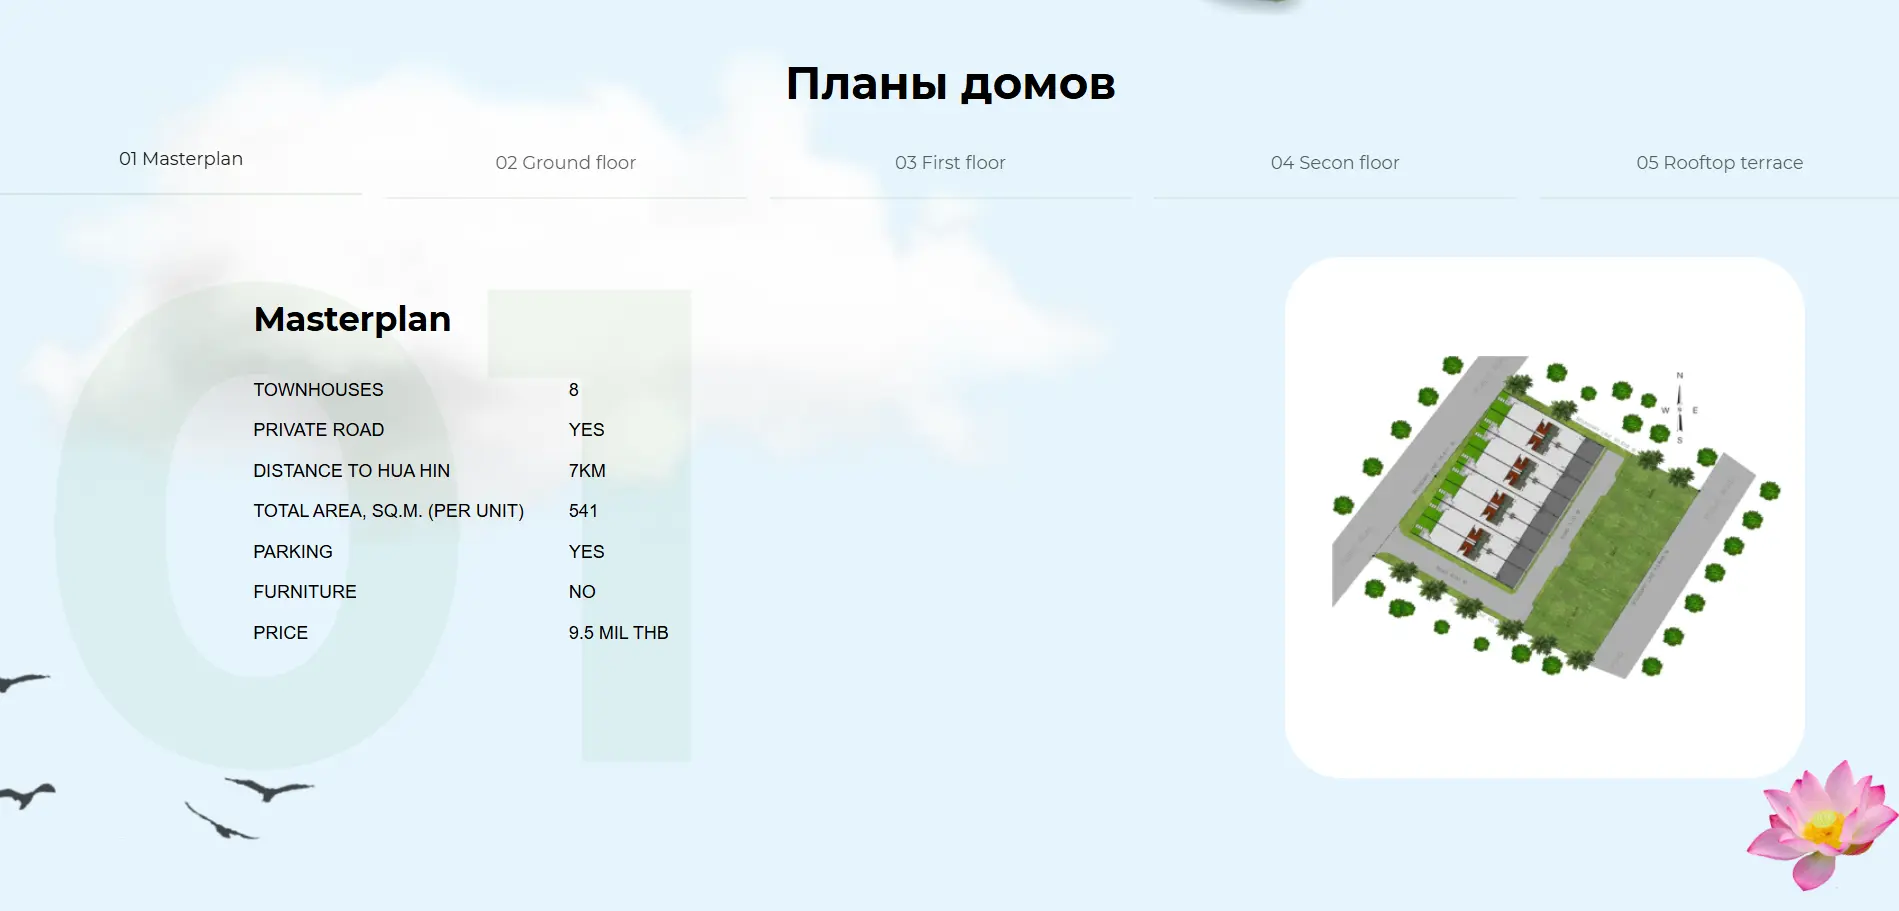 Планы домов
01 Masterplan
02 Ground floor
03 First floor
04 Secon floor
05 Rooftop terrace
01
Masterplan
TOWNHOUSES 8
PRIVATE ROAD YES
DISTANCE TO HUA HIN 7KM
TOTAL AREA, SQ.M. (PER UNIT) 541
PARKING YES
FURNITURE NO
PRICE 9.5 MIL THB
N
W E
S